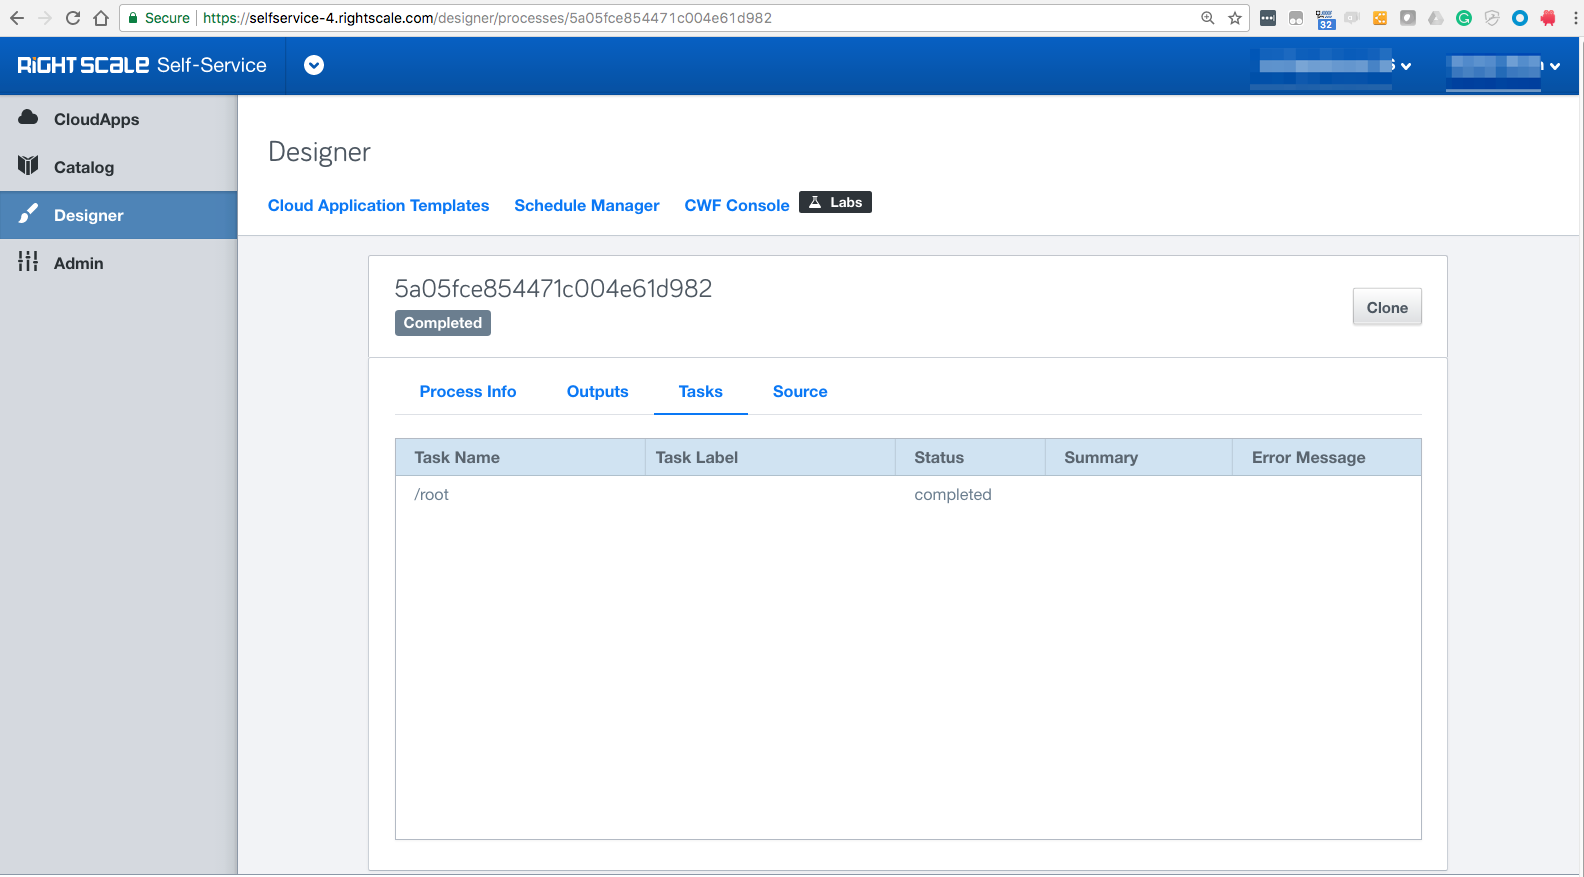 Secure https://selfservice-4.rightscale.com/designer/processes/5a05fce854471c004e61d982
32
RIGHTSCALE Self-Service
CloudApps
Catalog
Designer
Admin
Designer
Cloud Application Templates Schedule Manager CWF Console Labs
5a05fce854471c004e61d982
Completed
Clone
Process Info Outputs Tasks Source
Task Name Task Label Status Summary Error Message
/root completed